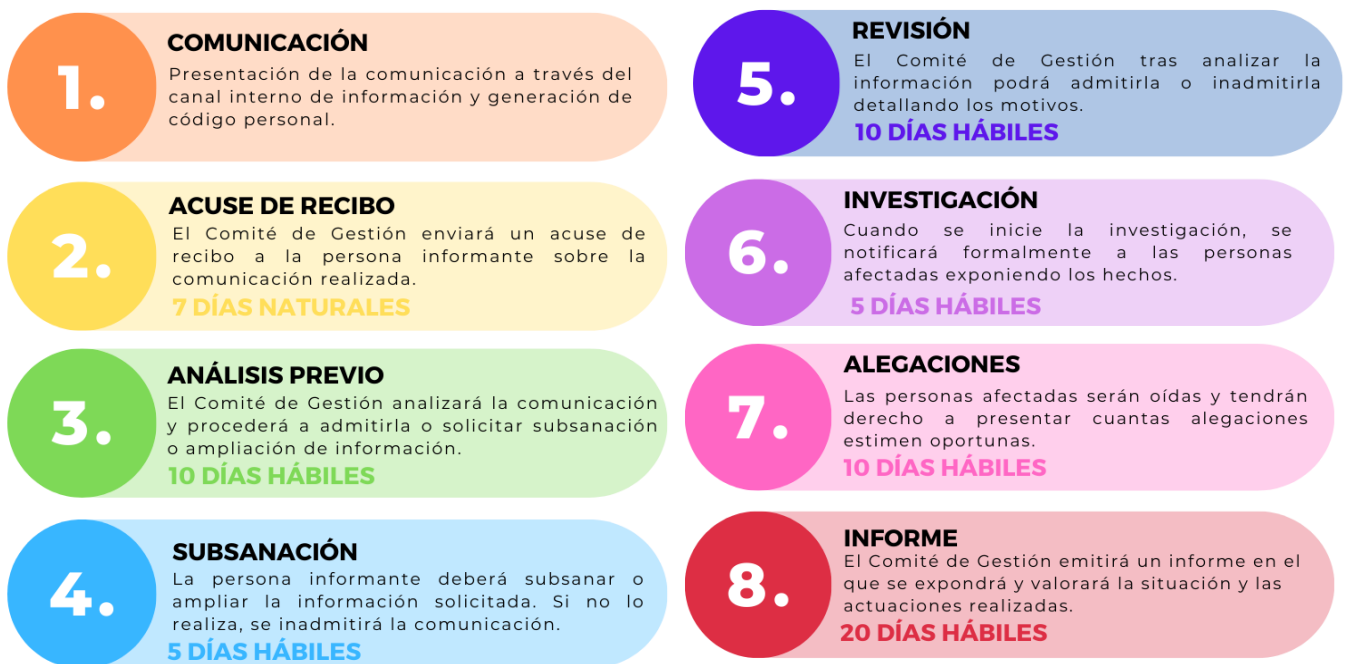 1.
COMUNICACIÓN
Presentación de la comunicación a través del
canal interno de información y generación de
código personal.
2.
ACUSE DE RECIBO
El Comité de Gestión enviará un acuse de
recibo a la persona informante sobre la
comunicación realizada.
7 DÍAS NATURALES
3.
ANÁLISIS PREVIO
El Comité de Gestión analizará la comunicación
y procederá a admitirla o solicitar subsanación
o ampliación de información.
10 DÍAS HÁBILES
4.
SUBSANACIÓN
La persona informante deberá subsanar o
ampliar la información solicitada. Si no lo
realiza, se inadmitirá la comunicación.
5 DÍAS HÁBILES
5.
REVISIÓN
El Comité de Gestión tras analizar la
información podrá admitirla o inadmitirla
detallando los motivos.
10 DÍAS HÁBILES
6.
INVESTIGACIÓN
Cuando se inicie la investigación, se
notificará formalmente a las personas
afectadas exponiendo los hechos.
5 DÍAS HÁBILES
7.
ALEGACIONES
Las personas afectadas serán oídas y tendrán
derecho a presentar cuantas alegaciones
estimen oportunas.
10 DÍAS HÁBILES
8.
INFORME
El Comité de Gestión emitirá un informe en el
que se expondrá y valorará la situación y las
actuaciones realizadas.
20 DÍAS HÁBILES